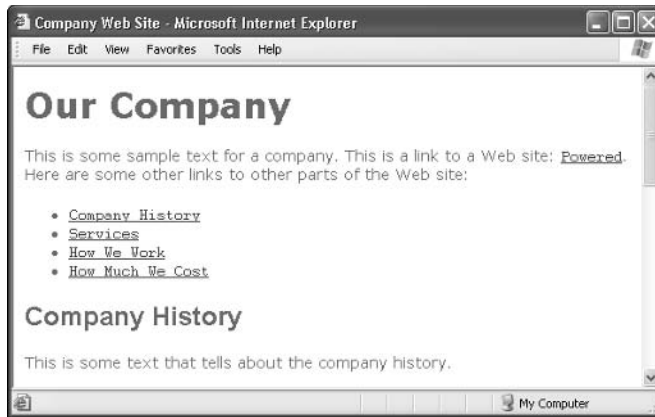 Company Web Site - Microsoft Internet Explorer
File Edit View Favorites Tools Help
Our Company
This is some sample text for a company. This is a link to a Web site: Powered.
Here are some other links to other parts of the Web site:
• Company History
• Services
• How We Work
• How Much We Cost
Company History
This is some text that tells about the company history.
My Computer